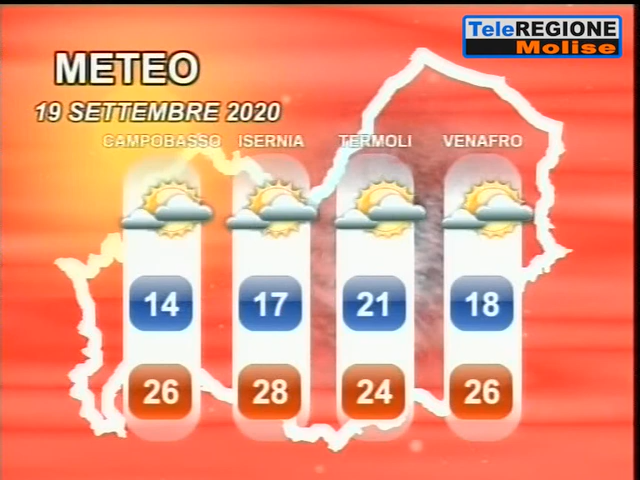 TeleREGIONE
Molise
METEO
19 SETTEMBRE 2020
CAMPOBASSO ISERNIA TERMOLI VENAFRO
14 17 21 18
26 28 24 26